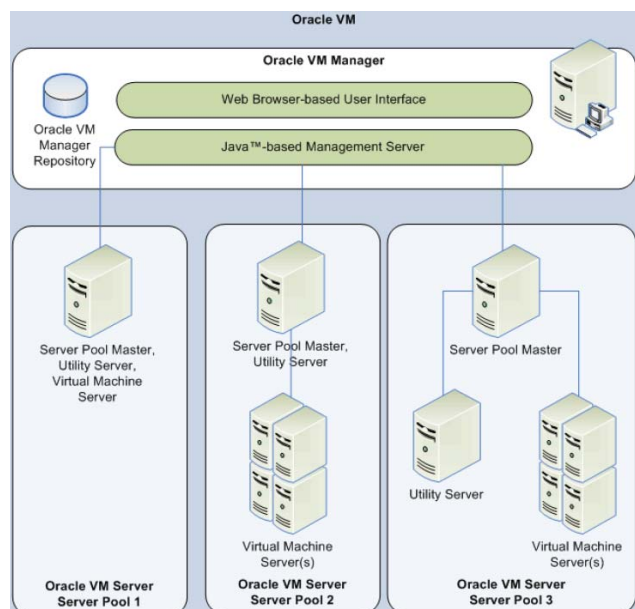 Oracle VM
Oracle VM Manager
Web Browser-based User Interface
Oracle VM
Manager
Repository
Java™-based Management Server
Server Pool Master,
Utility Server,
Virtual Machine
Server
Server Pool Master,
Utility Server
Server Pool Master
Utility Server
Virtual Machine
Server(s)
Virtual Machine
Server(s)
Oracle VM Server
Server Pool 1
Oracle VM Server
Server Pool 2
Oracle VM Server
Server Pool 3